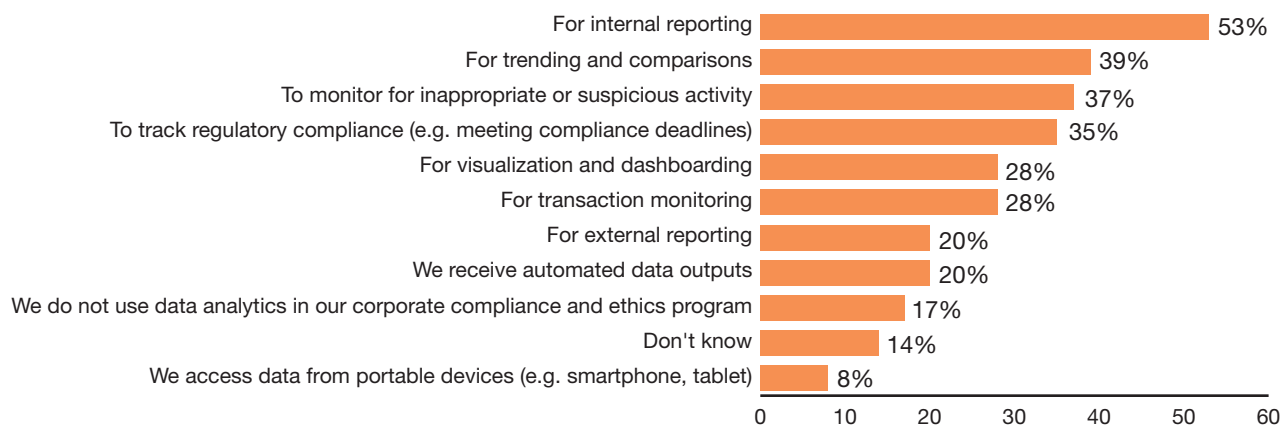 For internal reporting 53%
For trending and comparisons 39%
To monitor for inappropriate or suspicious activity 37%
To track regulatory compliance (e.g. meeting compliance deadlines) 35%
For visualization and dashboarding 28%
For transaction monitoring 28%
For external reporting 20%
We receive automated data outputs 20%
We do not use data analytics in our corporate compliance and ethics program 17%
Don't know 14%
We access data from portable devices (e.g. smartphone, tablet) 8%
0 10 20 30 40 50 60